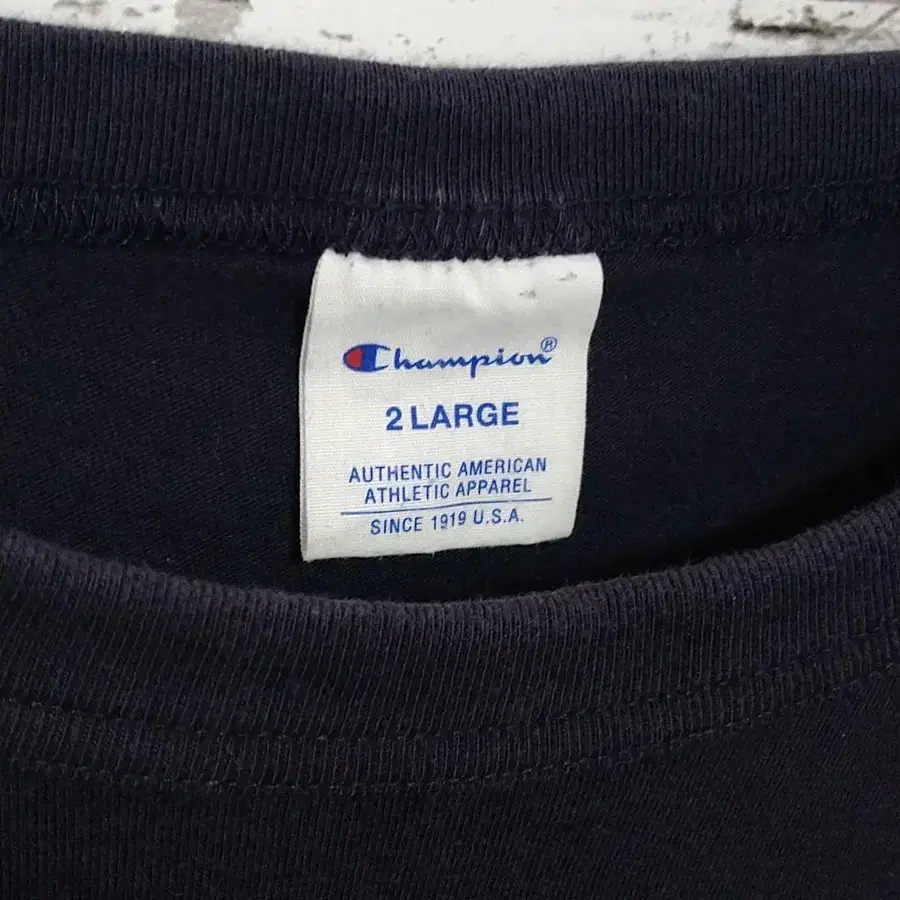 Champion®
2 LARGE
AUTHENTIC AMERICAN
ATHLETIC APPAREL
SINCE 1919 U.S.A.